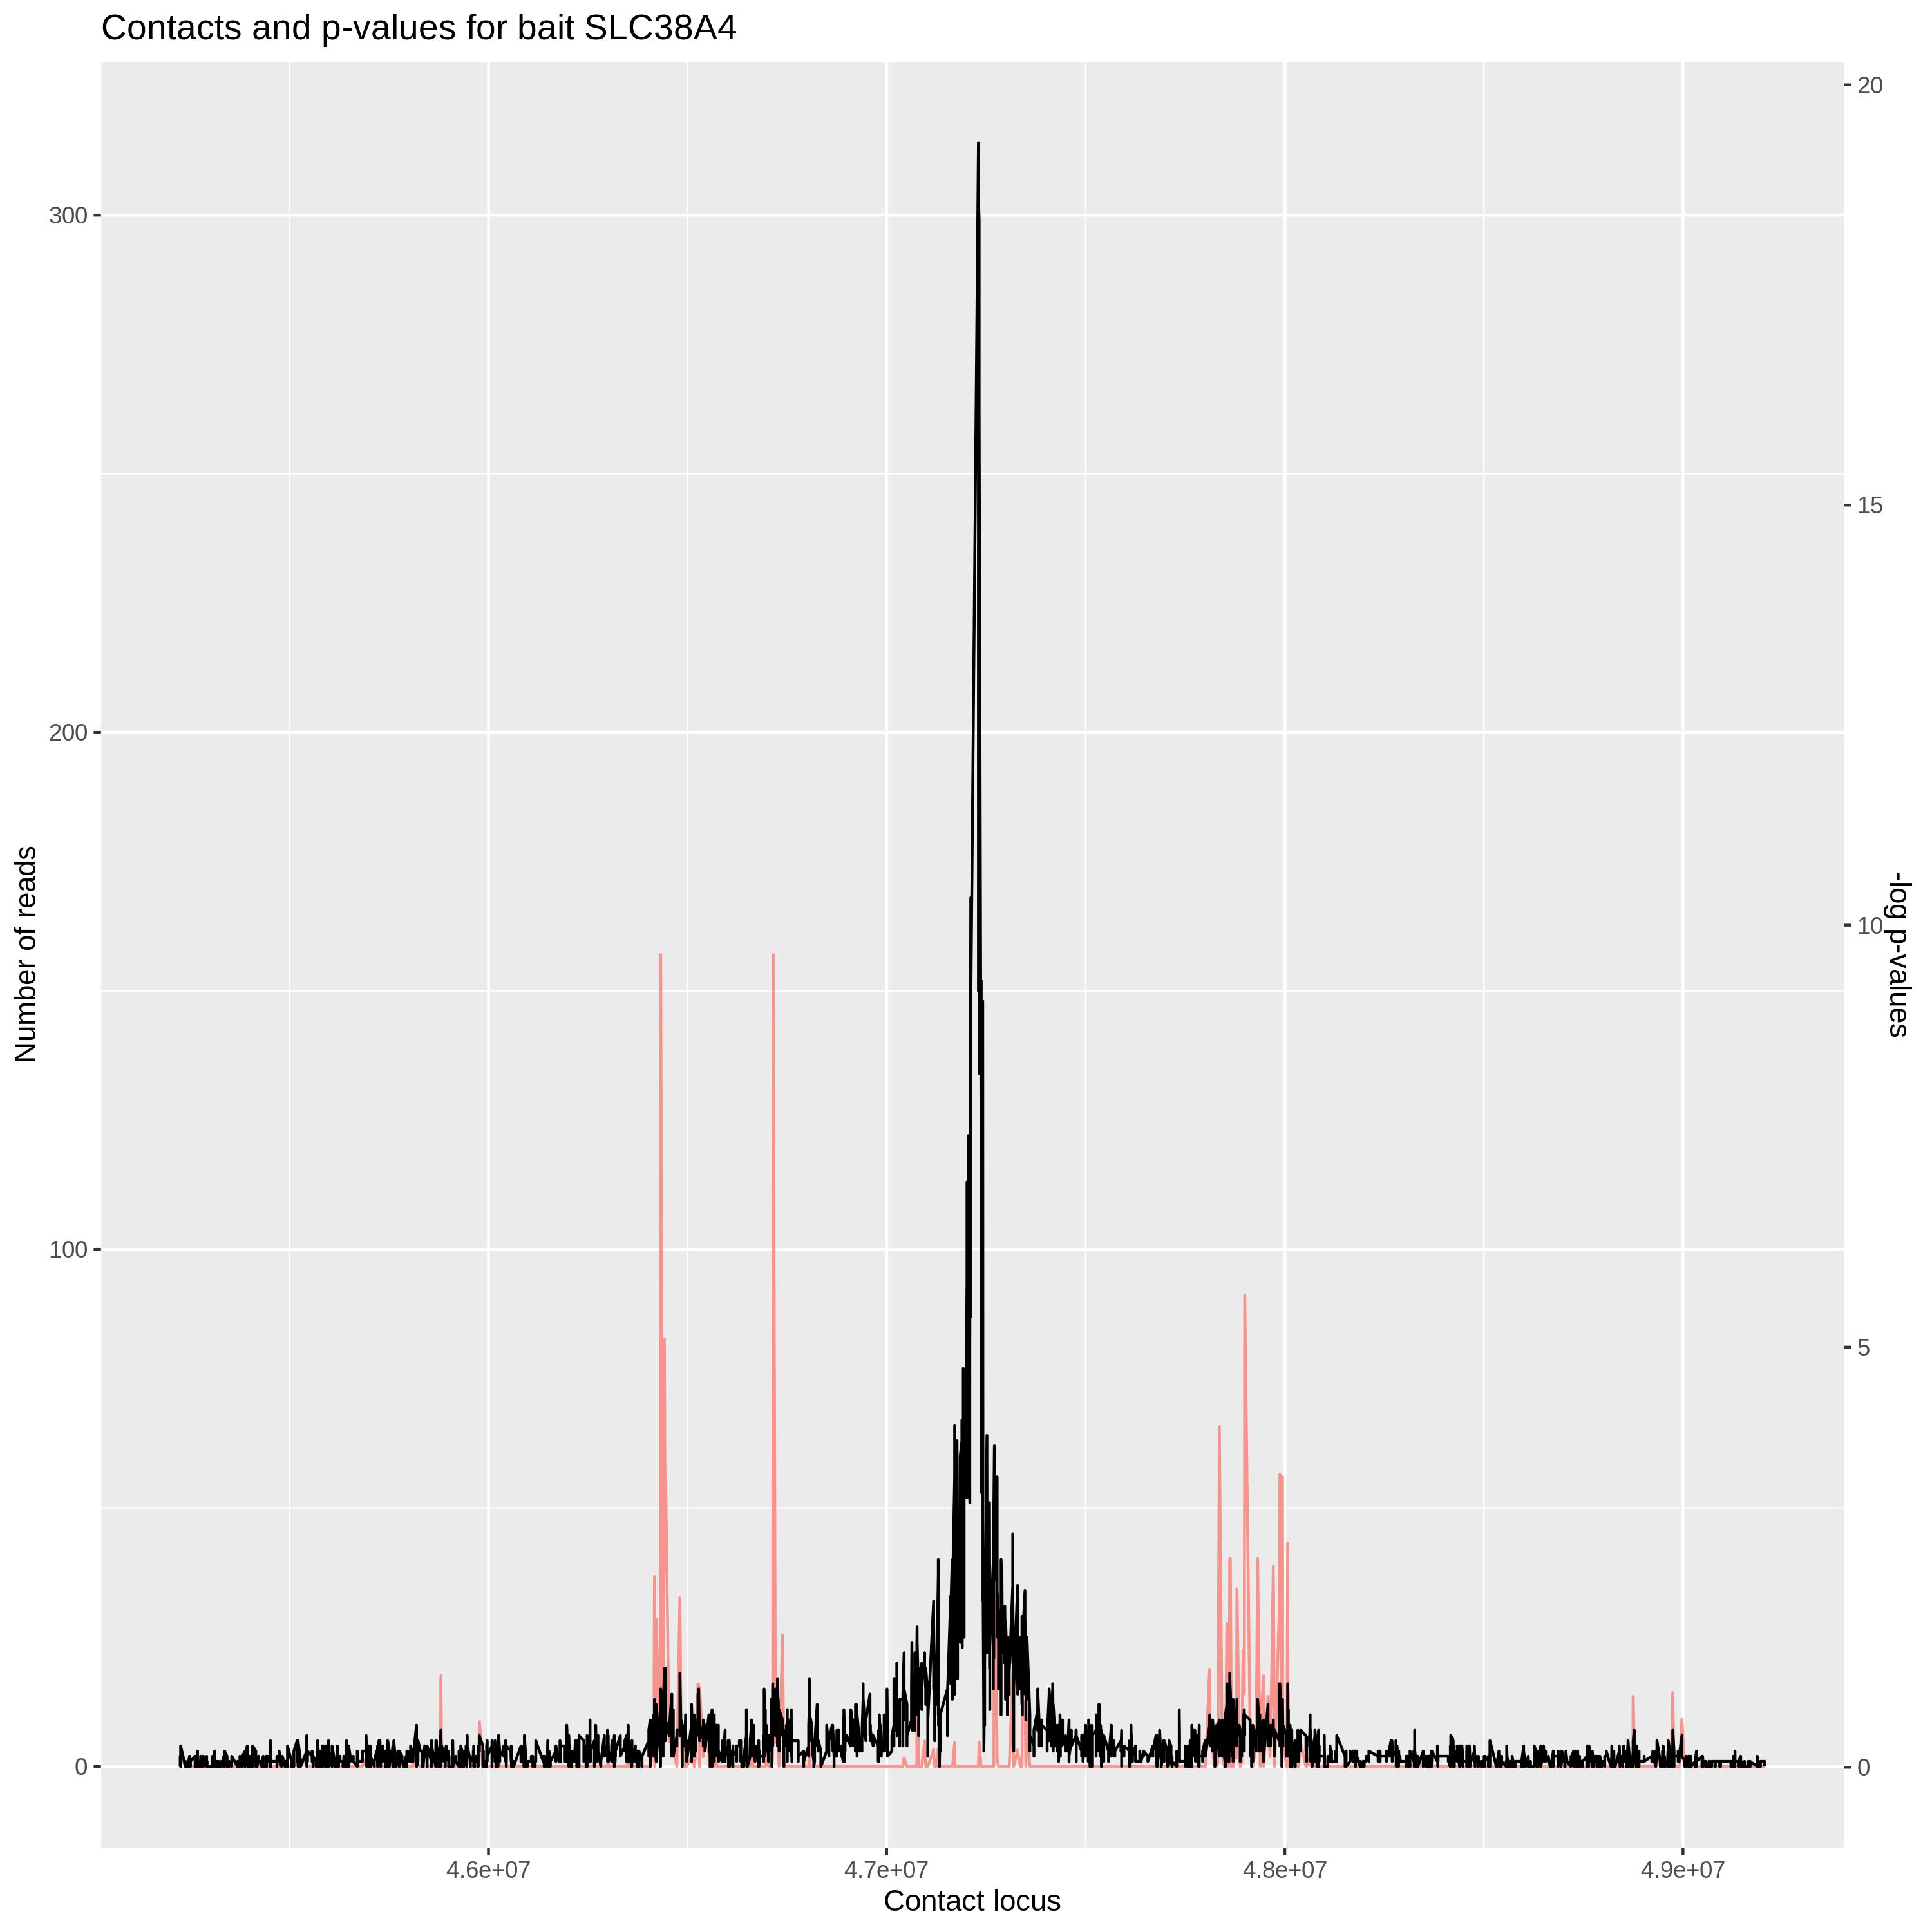 Contacts and p-values for bait SLC38A4
20
300
15
200
Number of reads
-log p-values
10
5
100
0
0
4.6e+07
4.7e+07
4.8e+07
4.9e+07
Contact locus